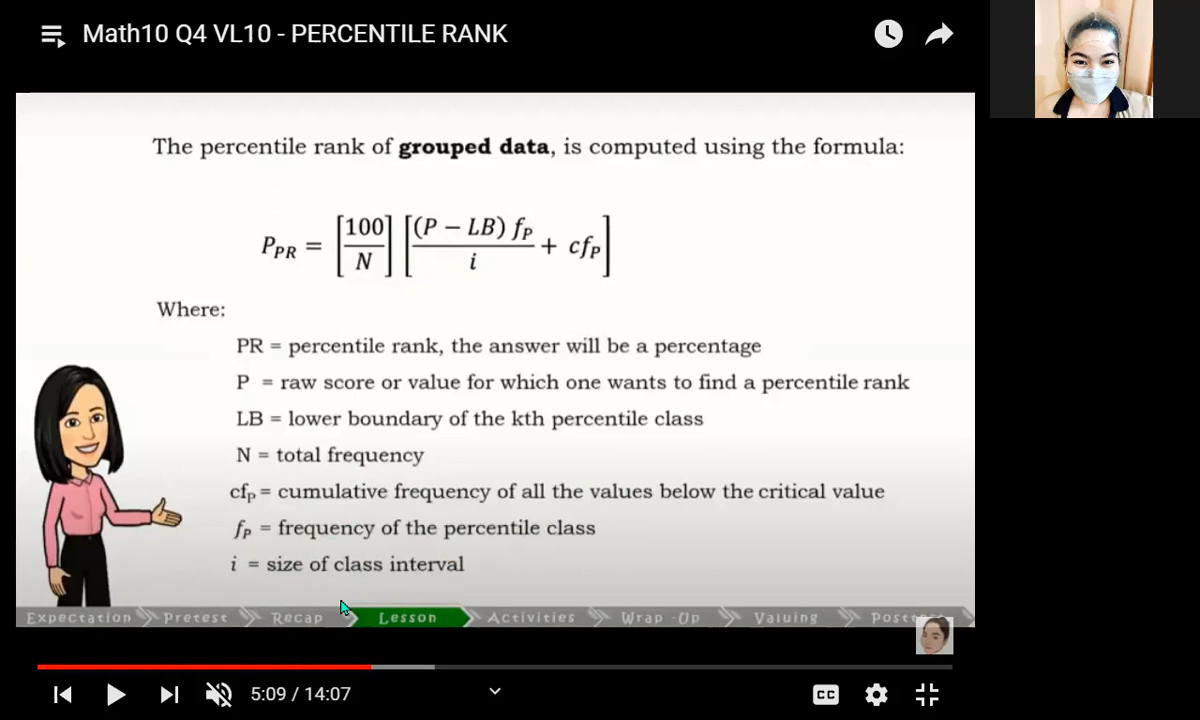 Math10 Q4 VL10 - PERCENTILE RANK
The percentile rank of grouped data, is computed using the formula:
P_PR = [100/N] [(P − LB) f_P / i + cf_P]
Where:
PR = percentile rank, the answer will be a percentage
P = raw score or value for which one wants to find a percentile rank
LB = lower boundary of the kth percentile class
N = total frequency
cf_P = cumulative frequency of all the values below the critical value
f_P = frequency of the percentile class
i = size of class interval
Expectation Pretest Recap Lesson Activities Wrap-Up Valuing
5:09 / 14:07 CC